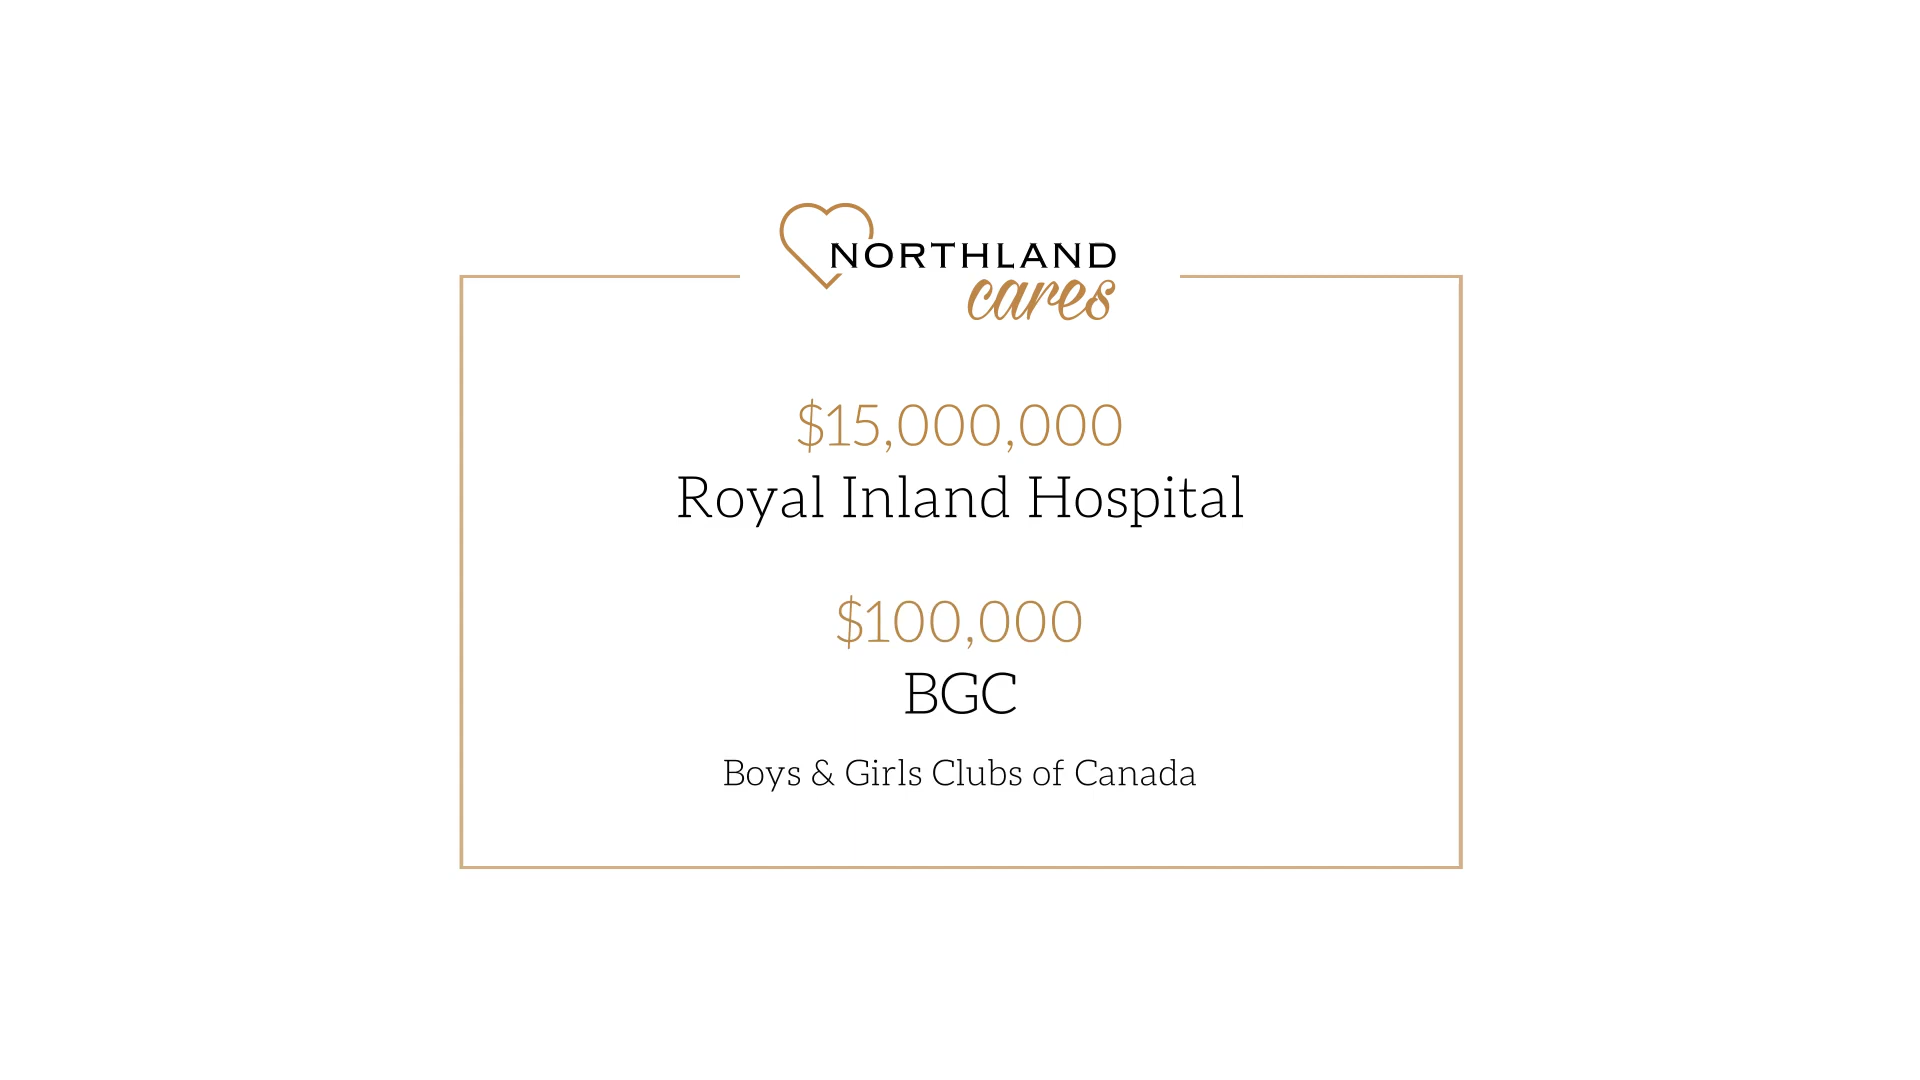 NORTHLAND
cares
$15,000,000
Royal Inland Hospital
$100,000
BGC
Boys & Girls Clubs of Canada